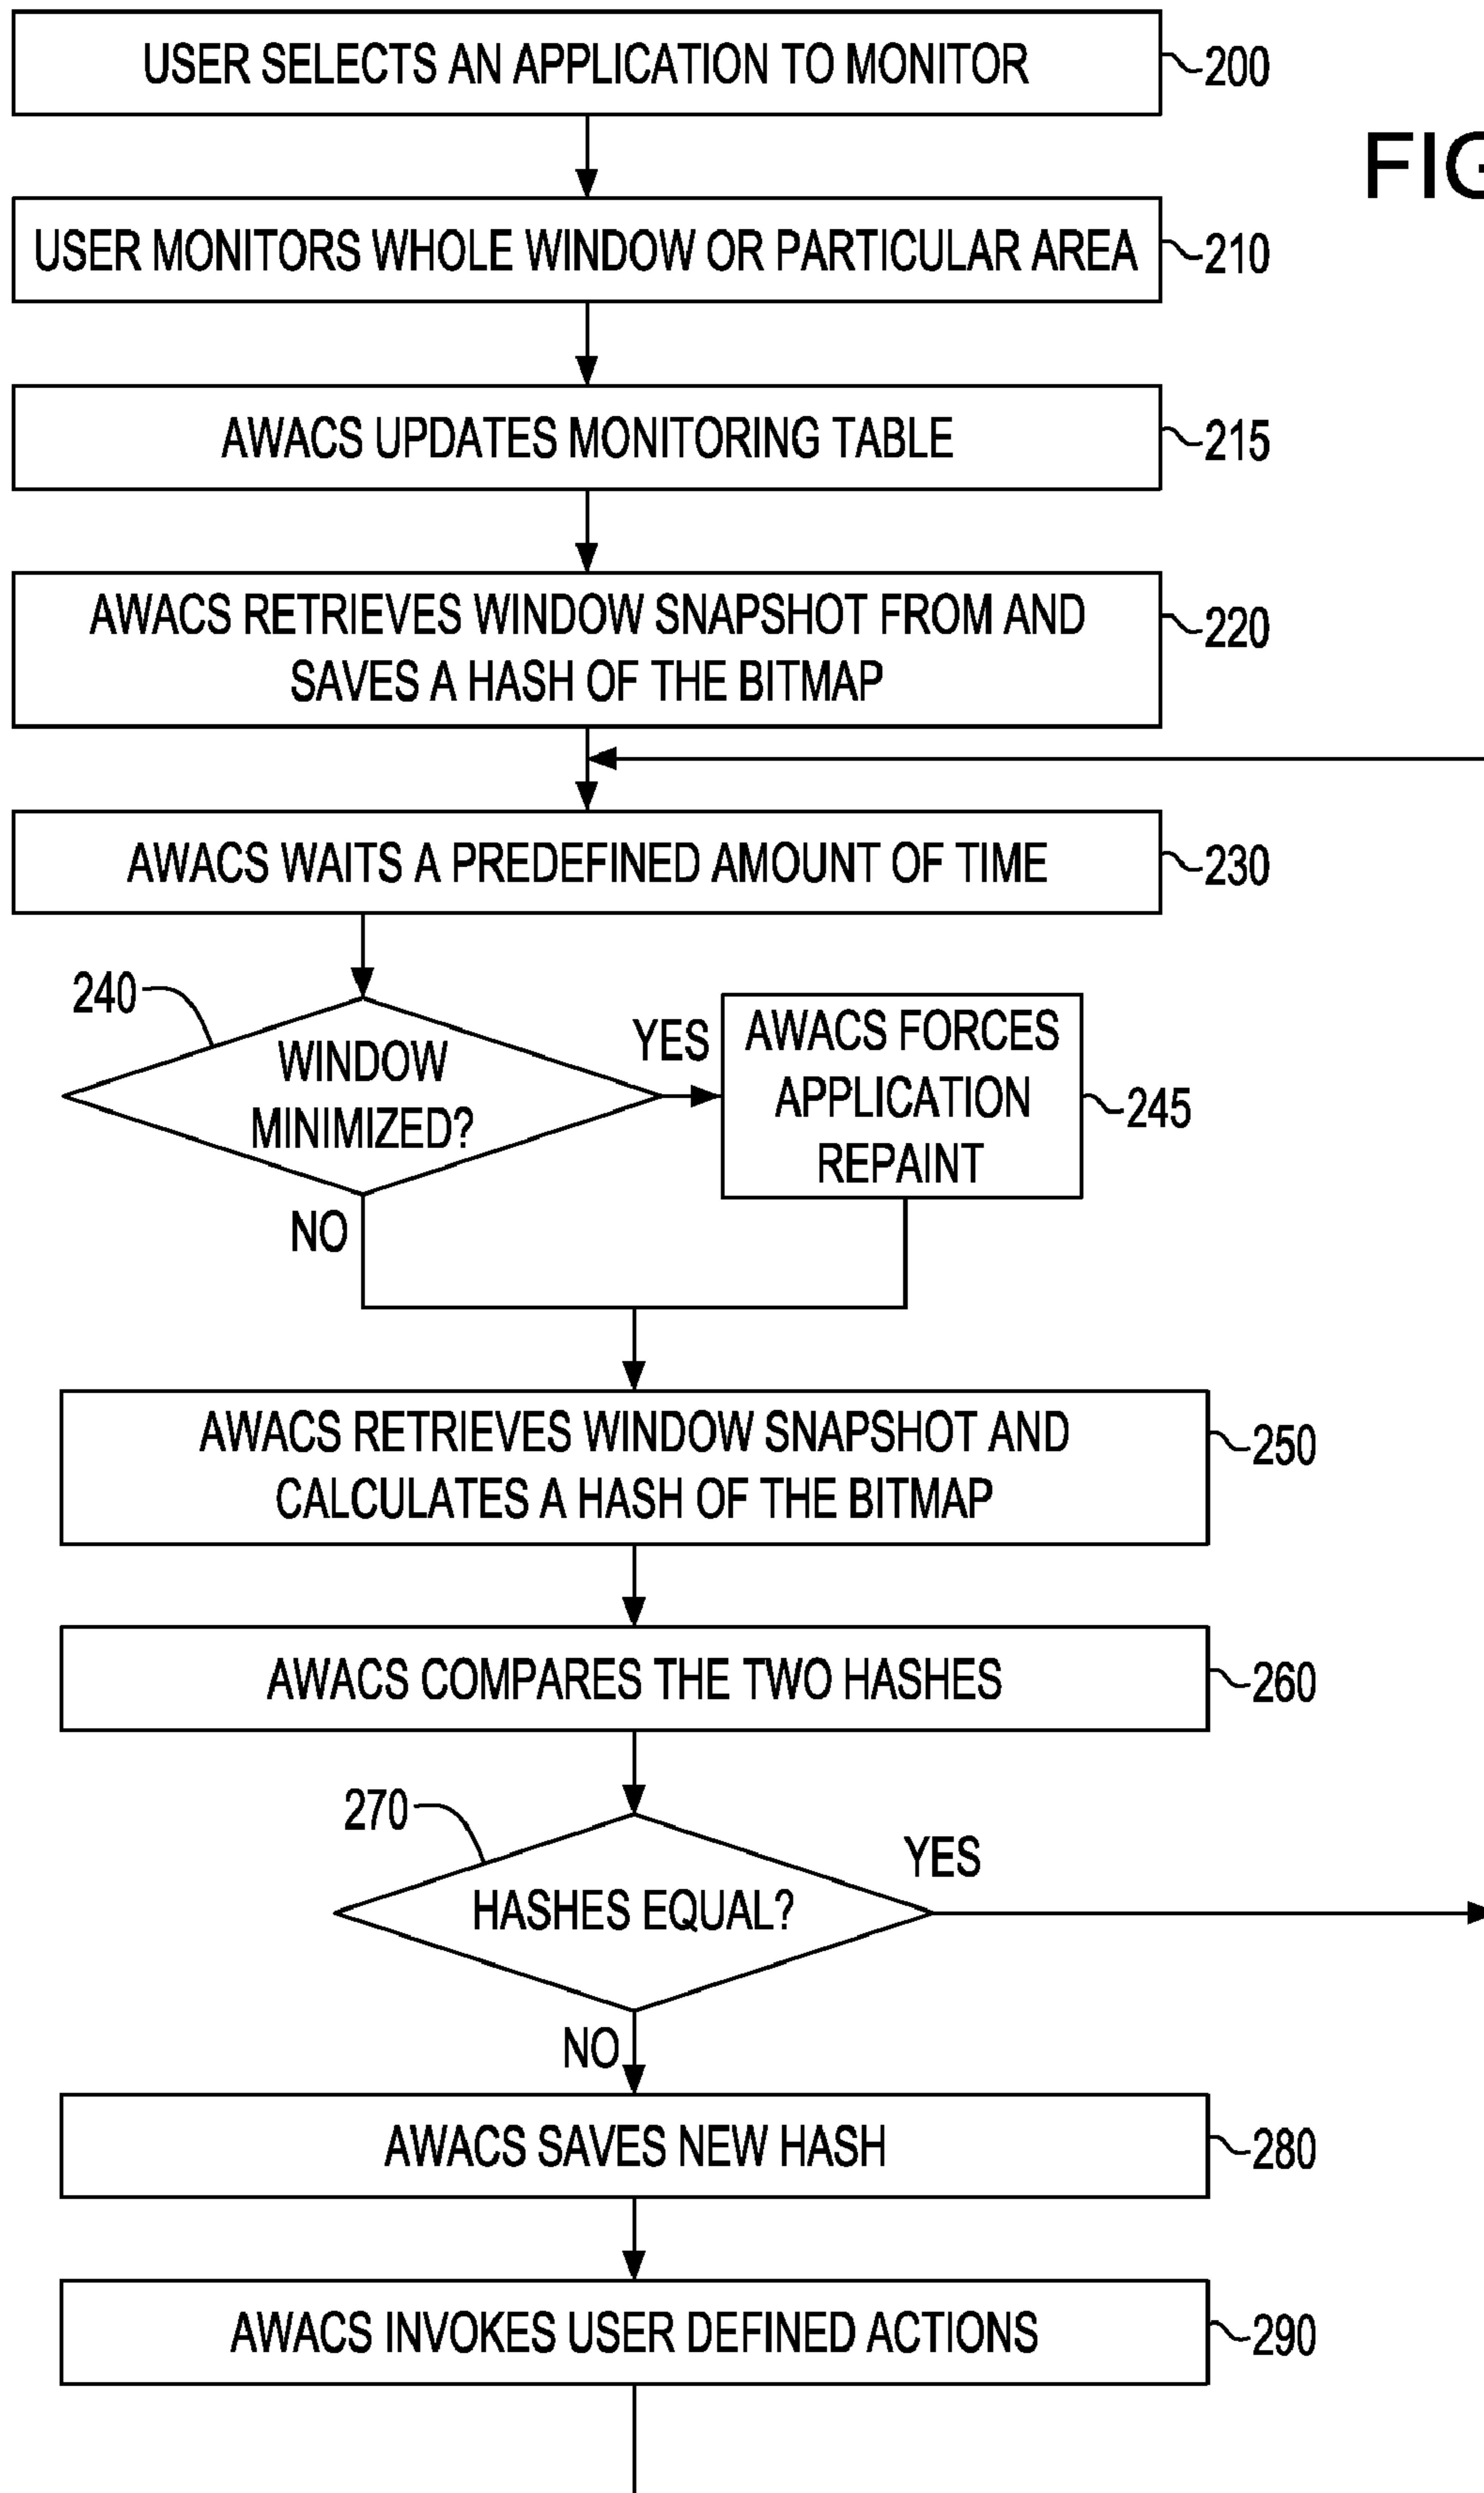 USER SELECTS AN APPLICATION TO MONITOR
200
FIG
USER MONITORS WHOLE WINDOW OR PARTICULAR AREA
210
AWACS UPDATES MONITORING TABLE
215
AWACS RETRIEVES WINDOW SNAPSHOT FROM AND
SAVES A HASH OF THE BITMAP
220
AWACS WAITS A PREDEFINED AMOUNT OF TIME
230
240
WINDOW
MINIMIZED?
YES
NO
AWACS FORCES
APPLICATION
REPAINT
245
AWACS RETRIEVES WINDOW SNAPSHOT AND
CALCULATES A HASH OF THE BITMAP
250
AWACS COMPARES THE TWO HASHES
260
270
HASHES EQUAL?
YES
NO
AWACS SAVES NEW HASH
280
AWACS INVOKES USER DEFINED ACTIONS
290